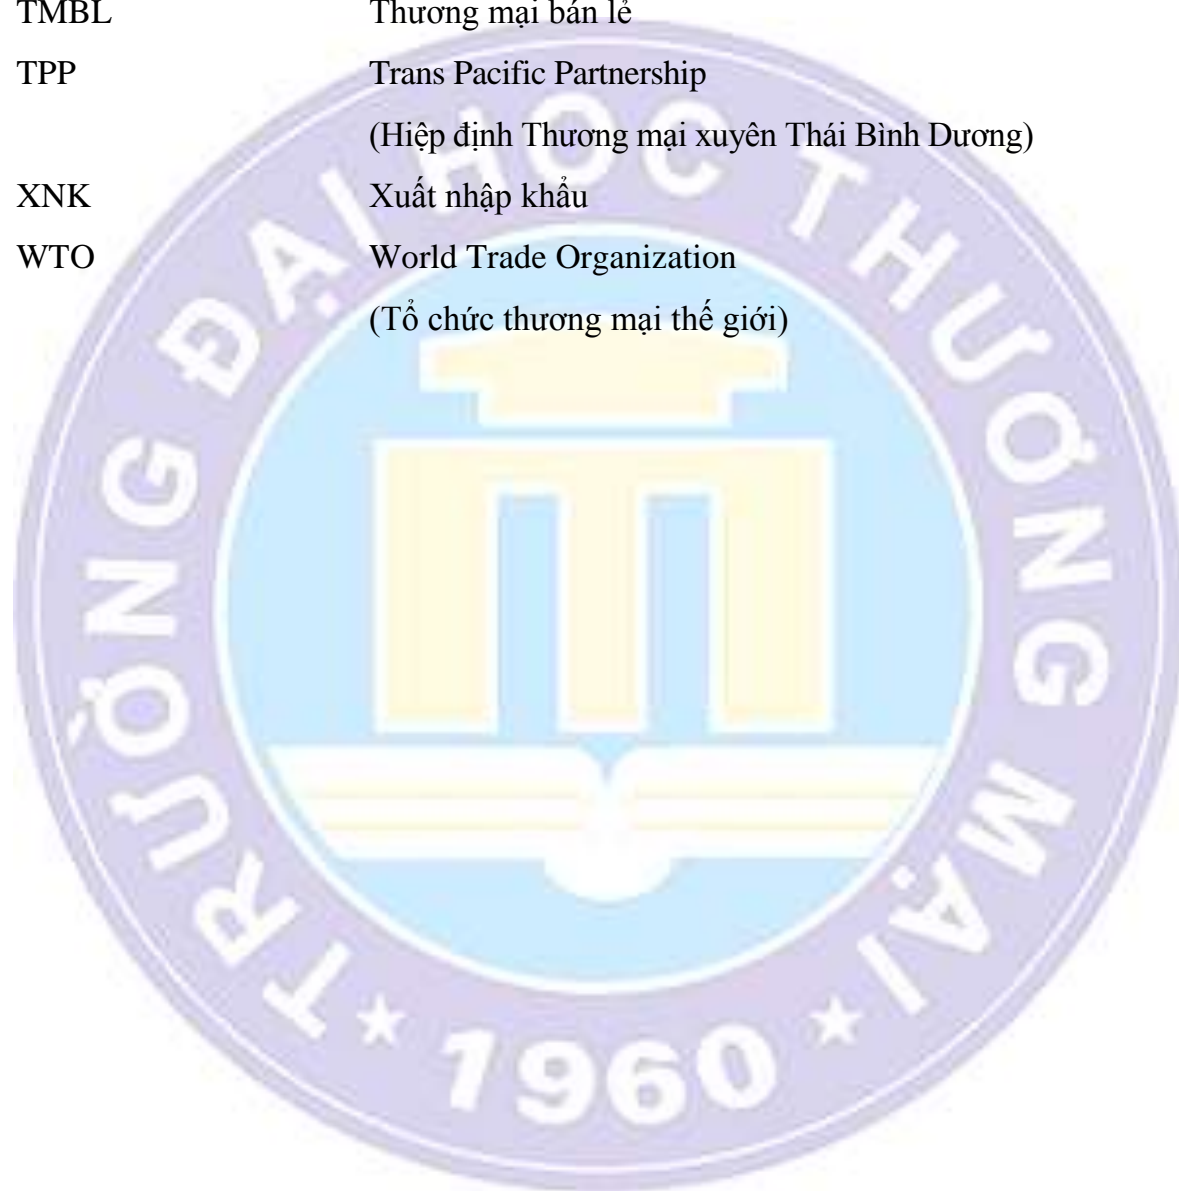 TMBL Thương mại bán lẻ
TPP Trans Pacific Partnership
(Hiệp định Thương mại xuyên Thái Bình Dương)
XNK Xuất nhập khẩu
WTO World Trade Organization
(Tổ chức thương mại thế giới)
TRƯỜNG ĐẠI HỌC THƯƠNG MẠI
* 1960 *